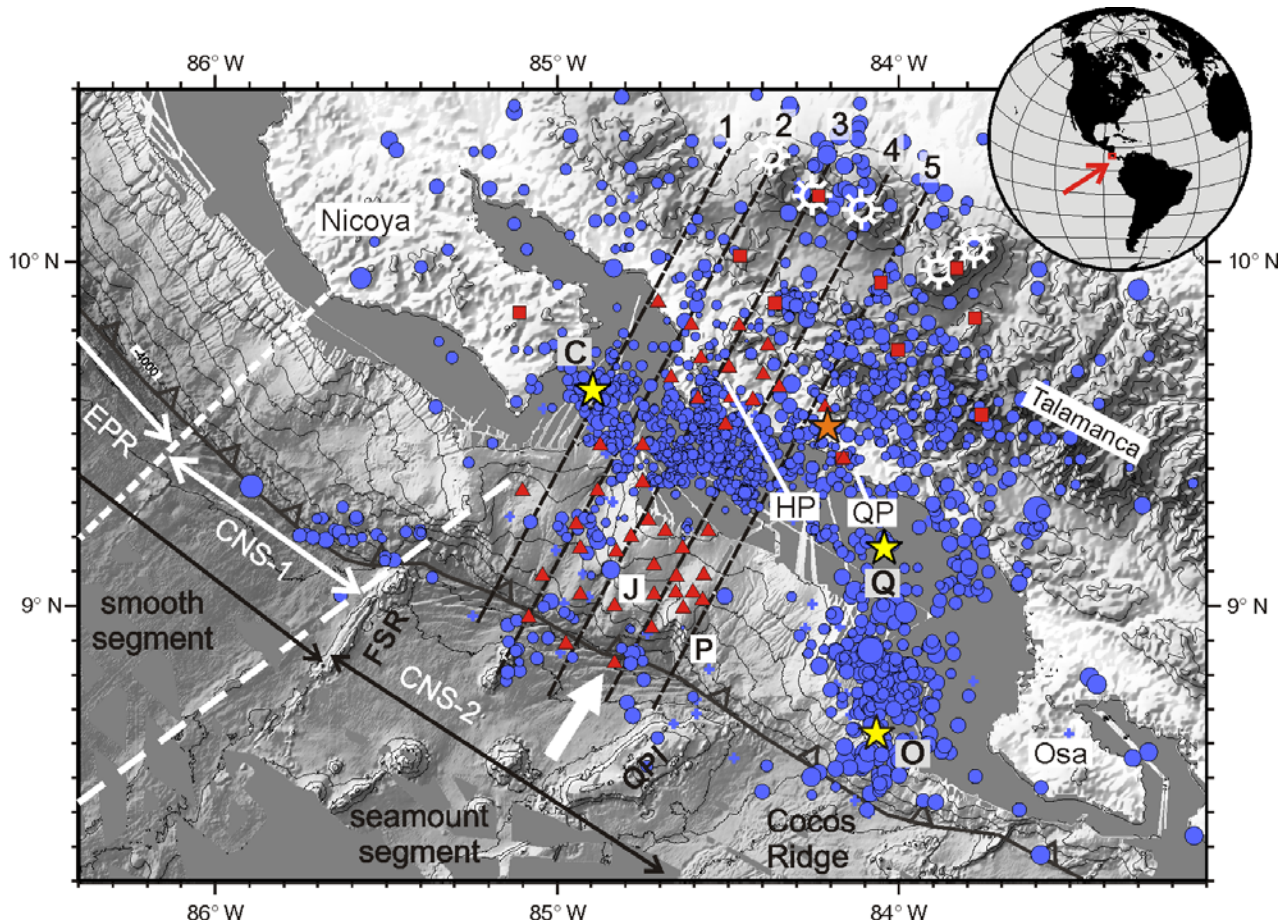 86° W
85° W
84° W
1
2
3
4
5
Nicoya
10° N
10° N
C
-4000
EPR
Talamanca
HP
QP
CNS-1
Q
9° N
9° N
J
smooth
segment
FSR
P
CNS-2
O
Osa
QPl
seamount
segment
Cocos
Ridge
86° W
85° W
84° W